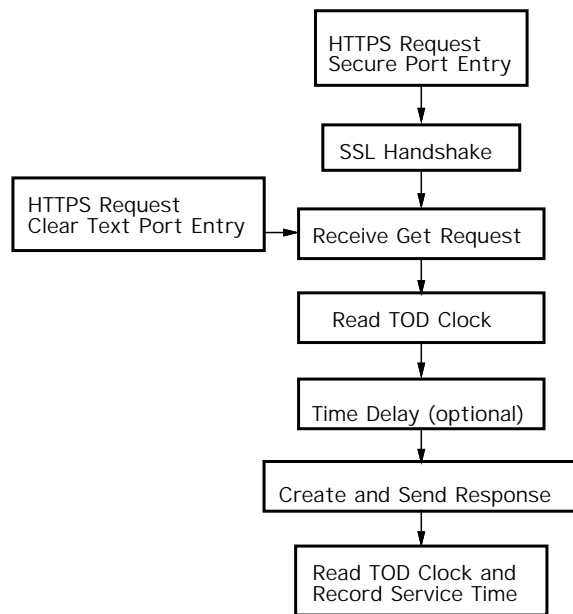 HTTPS Request
Secure Port Entry
SSL Handshake
HTTPS Request
Clear Text Port Entry
Receive Get Request
Read TOD Clock
Time Delay (optional)
Create and Send Response
Read TOD Clock and
Record Service Time